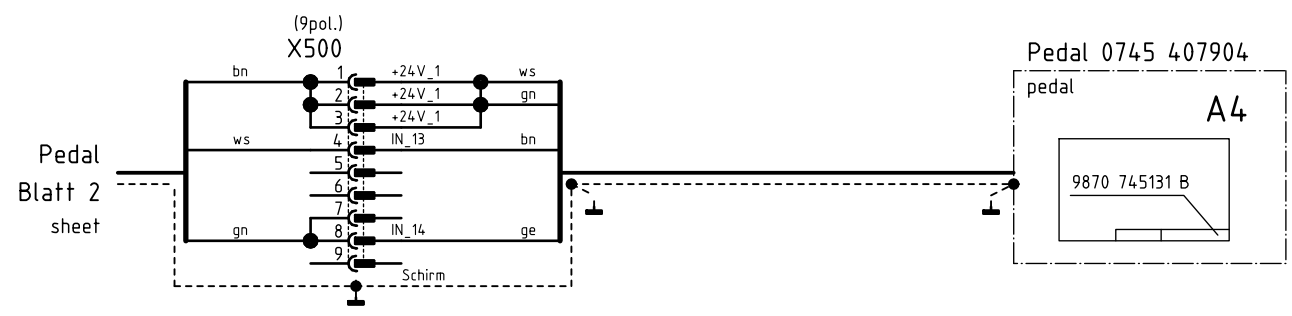 (9pol.)
X500
bn 1 +24V_1 ws
2 +24V_1 gn
3 +24V_1
ws 4 IN_13 bn
5
6
7
gn 8 IN_14 ge
9
Schirm
Pedal
Blatt 2
sheet
Pedal 0745 407904
pedal
A4
9870 745131 B